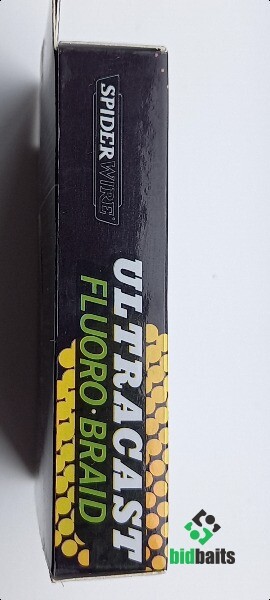 SPIDERWIRE®
ULTRACAST
FLUORO·BRAID
bidbaits